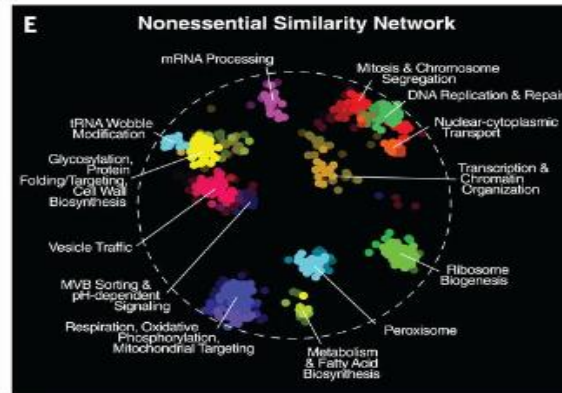 E
Nonessential Similarity Network
mRNA Processing
Mitosis & Chromosome
Segregation
DNA Replication & Repair
Nuclear-cytoplasmic
Transport
tRNA Wobble
Modification
Glycosylation,
Protein
Folding/Targeting,
Cell Wall
Biosynthesis
Transcription &
Chromatin
Organization
Vesicle Traffic
Ribosome
Biogenesis
MVB Sorting &
pH-dependent
Signaling
Peroxisome
Respiration, Oxidative
Phosphorylation,
Mitochondrial Targeting
Metabolism
& Fatty Acid
Biosynthesis